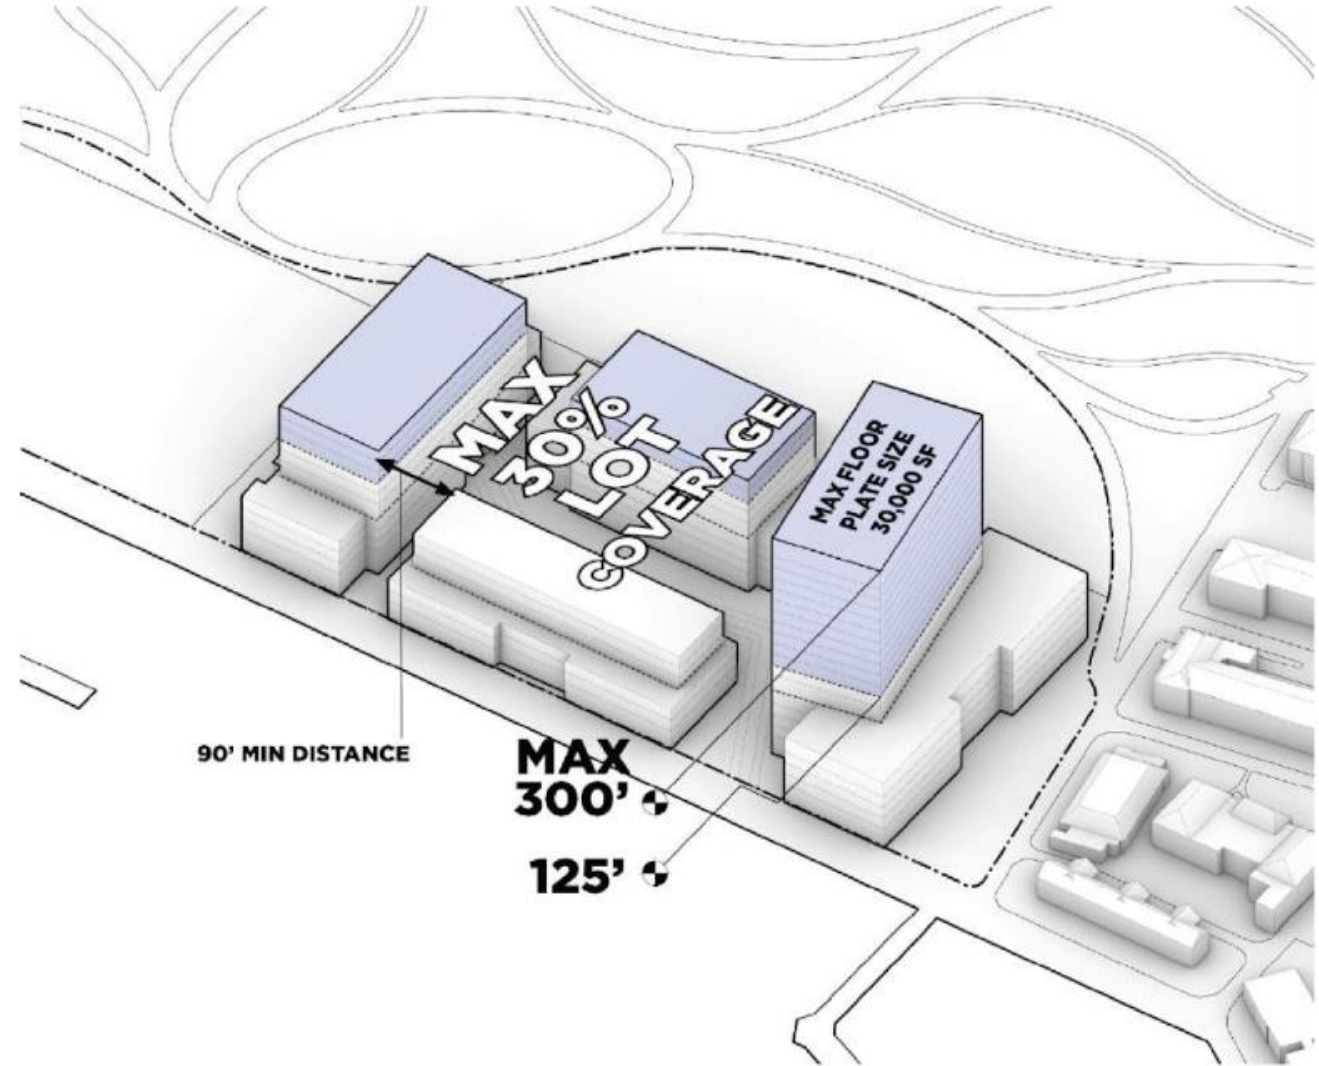 MAX
30%
LOT
COVERAGE
MAX FLOOR
PLATE SIZE
30,000 SF
90’ MIN DISTANCE
MAX
300’
125’